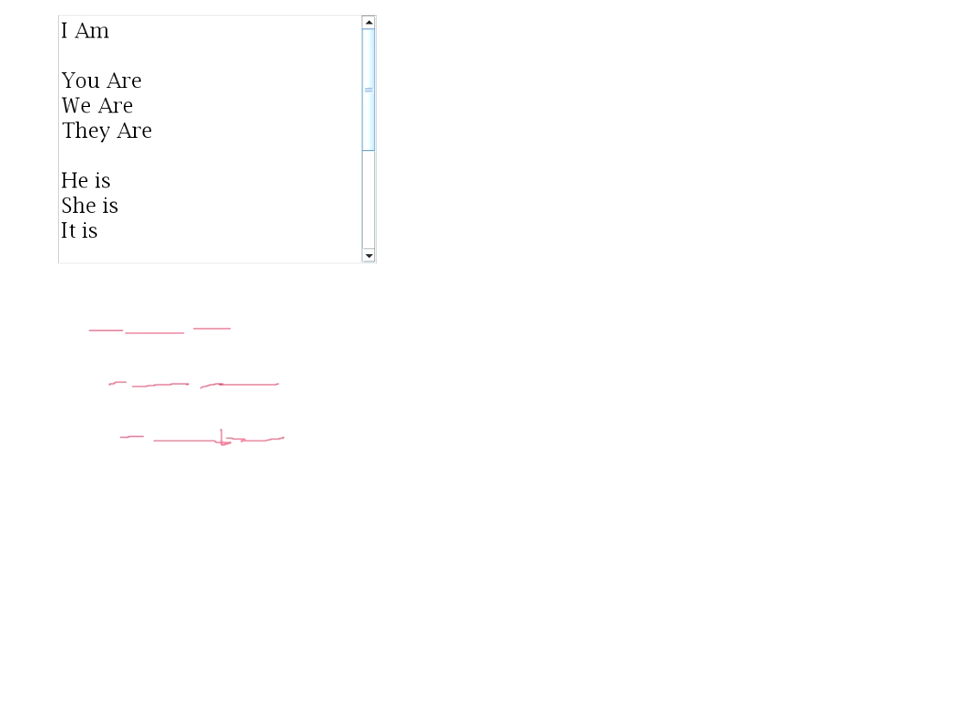 I Am
You Are
We Are
They Are
He is
She is
It is